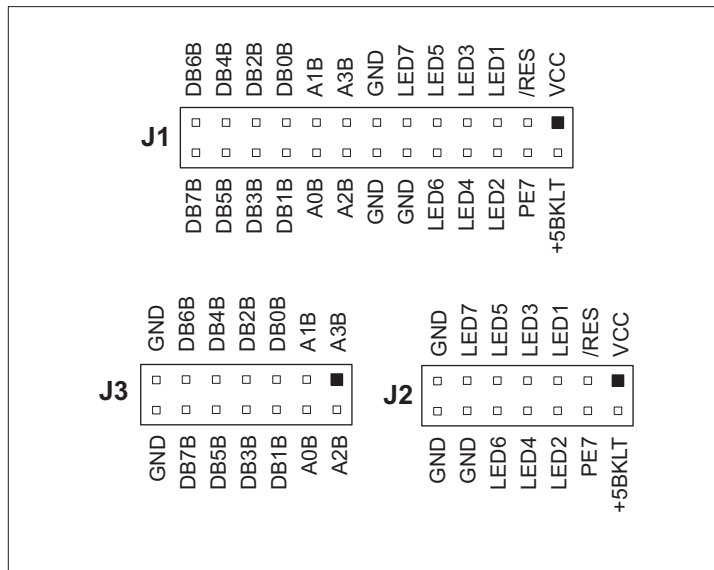 DB6B DB4B DB2B DB0B A1B A3B GND LED7 LED5 LED3 LED1 /RES VCC
J1
DB7B DB5B DB3B DB1B A0B A2B GND GND LED6 LED4 LED2 PE7 +5BKLT
GND DB6B DB4B DB2B DB0B A1B A3B
J3
GND DB7B DB5B DB3B DB1B A0B A2B
GND LED7 LED5 LED3 LED1 /RES VCC
J2
GND GND LED6 LED4 LED2 PE7 +5BKLT